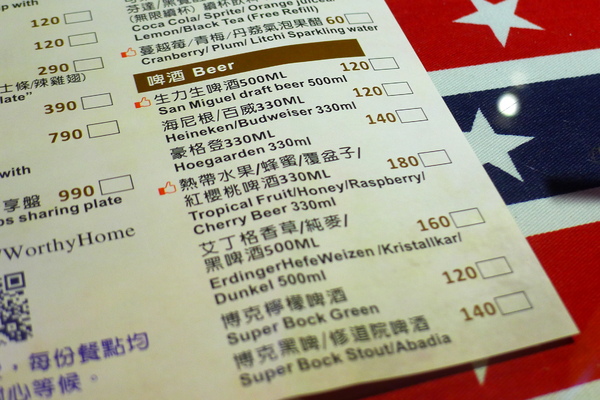 p with
120
120
290
士條/辣雞翅)
late"
390
790
with
享盤 990
os sharing plate
/WorthyHome
，每份餐點均
心等候。
芬達/
(無限續杯)
Coca Cola/ Sprite/ Orange juice/
Lemon/Black Tea (Free Refill)
蔓越莓/青梅/丹荔氣泡果醋 60
Cranberry/ Plum/ Litchi Sparkling water
啤酒 Beer
生力生啤酒500ML 120
San Miguel draft beer 500ml
海尼根/百威330ML 120
Heineken/Budweiser 330ml
豪格登330ML 140
Hoegaarden 330ml
熱帶水果/蜂蜜/覆盆子/
紅櫻桃啤酒330ML 180
Tropical Fruit/Honey/Raspberry/
Cherry Beer 330ml
艾丁格香草/純麥/
黑啤酒500ML 160
ErdingerHefeWeizen /Kristallkar/
Dunkel 500ml
博克檸檬啤酒 120
Super Bock Green
博克黑啤/修道院啤酒 140
Super Bock Stout/Abadia